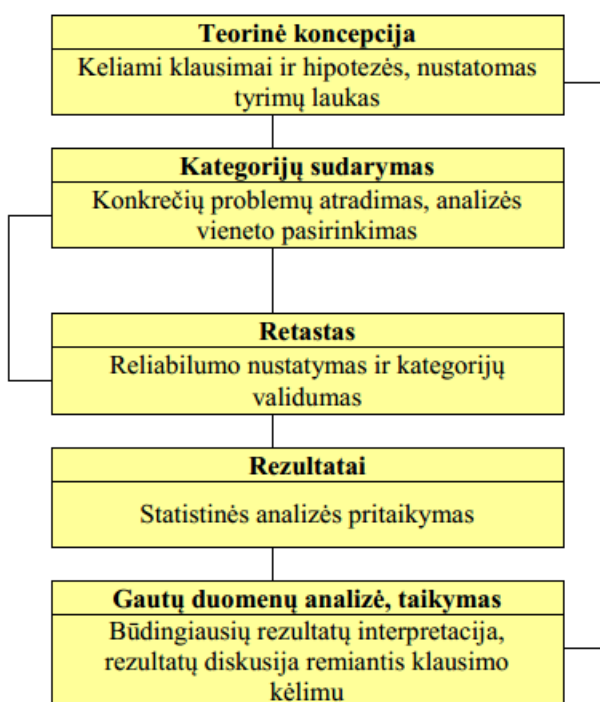 Teorinė koncepcija
Keliami klausimai ir hipotezės, nustatomas
tyrimų laukas
Kategorijų sudarymas
Konkrečių problemų atradimas, analizės
vieneto pasirinkimas
Retastas
Reliabilumo nustatymas ir kategorijų
validumas
Rezultatai
Statistinės analizės pritaikymas
Gautų duomenų analizė, taikymas
Būdingiausių rezultatų interpretacija,
rezultatų diskusija remiantis klausimo
kėlimu